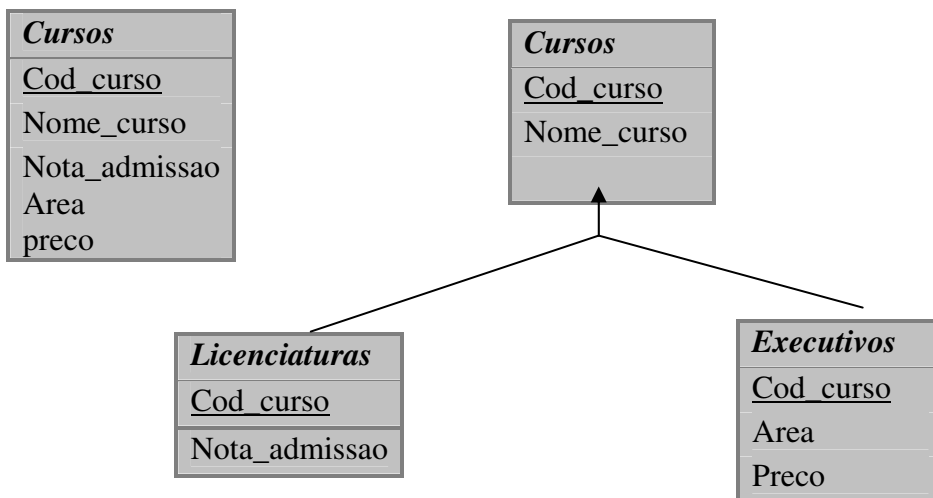 Cursos
Cod_curso
Nome_curso
Nota_admissao
Area
preco
Cursos
Cod_curso
Nome_curso
Licenciaturas
Cod_curso
Nota_admissao
Executivos
Cod_curso
Area
Preco